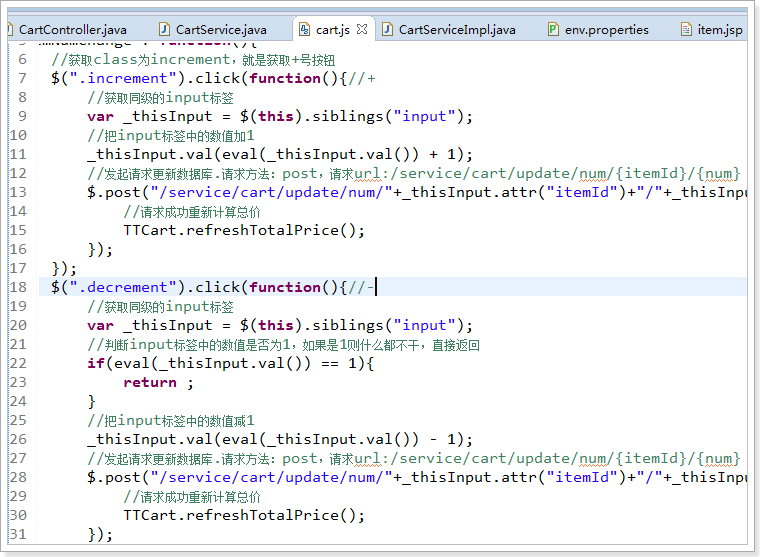 CartController.java CartService.java cart.js CartServiceImpl.java env.properties item.jsp
function(){
6 //获取class为increment，就是获取+号按钮
7 $(".increment").click(function(){//+
8 //获取同级的input标签
9 var _thisInput = $(this).siblings("input");
10 //把input标签中的数值加1
11 _thisInput.val(eval(_thisInput.val()) + 1);
12 //发起请求更新数据库.请求方法：post，请求url:/service/cart/update/num/{itemId}/{num}
13 $.post("/service/cart/update/num/"+_thisInput.attr("itemId")+"/"+_thisInpu
14 //请求成功重新计算总价
15 TTCart.refreshTotalPrice();
16 });
17 });
18 $(".decrement").click(function(){//-
19 //获取同级的input标签
20 var _thisInput = $(this).siblings("input");
21 //判断input标签中的数值是否为1，如果是1则什么都不干，直接返回
22 if(eval(_thisInput.val()) == 1){
23 return ;
24 }
25 //把input标签中的数值减1
26 _thisInput.val(eval(_thisInput.val()) - 1);
27 //发起请求更新数据库.请求方法：post，请求url:/service/cart/update/num/{itemId}/{num}
28 $.post("/service/cart/update/num/"+_thisInput.attr("itemId")+"/"+_thisInpu
29 //请求成功重新计算总价
30 TTCart.refreshTotalPrice();
31 });